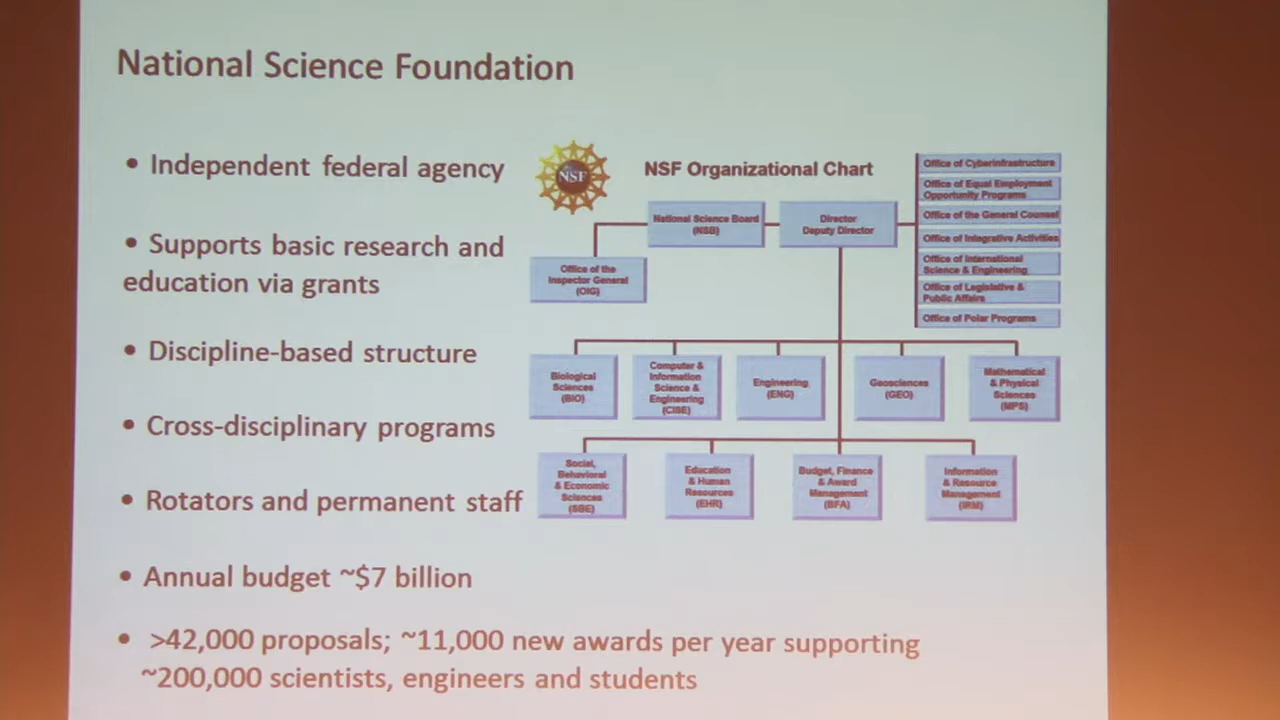 National Science Foundation
• Independent federal agency
• Supports basic research and
education via grants
• Discipline-based structure
• Cross-disciplinary programs
• Rotators and permanent staff
• Annual budget ~$7 billion
• >42,000 proposals; ~11,000 new awards per year supporting
~200,000 scientists, engineers and students
NSF
NSF Organizational Chart
National Science Board
(NSB)
Director
Deputy Director
Office of the
Inspector General
(OIG)
Office of Cyberinfrastructure
Office of Equal Employment
Opportunity Programs
Office of the General Counsel
Office of Integrative Activities
Office of International
Science & Engineering
Office of Legislative &
Public Affairs
Office of Polar Programs
Biological
Sciences
(BIO)
Computer &
Information
Science &
Engineering
(CISE)
Engineering
(ENG)
Geosciences
(GEO)
Mathematical
& Physical
Sciences
(MPS)
Social,
Behavioral
& Economic
Sciences
(SBE)
Education
& Human
Resources
(EHR)
Budget, Finance
& Award
Management
(BFA)
Information
& Resource
Management
(IRM)